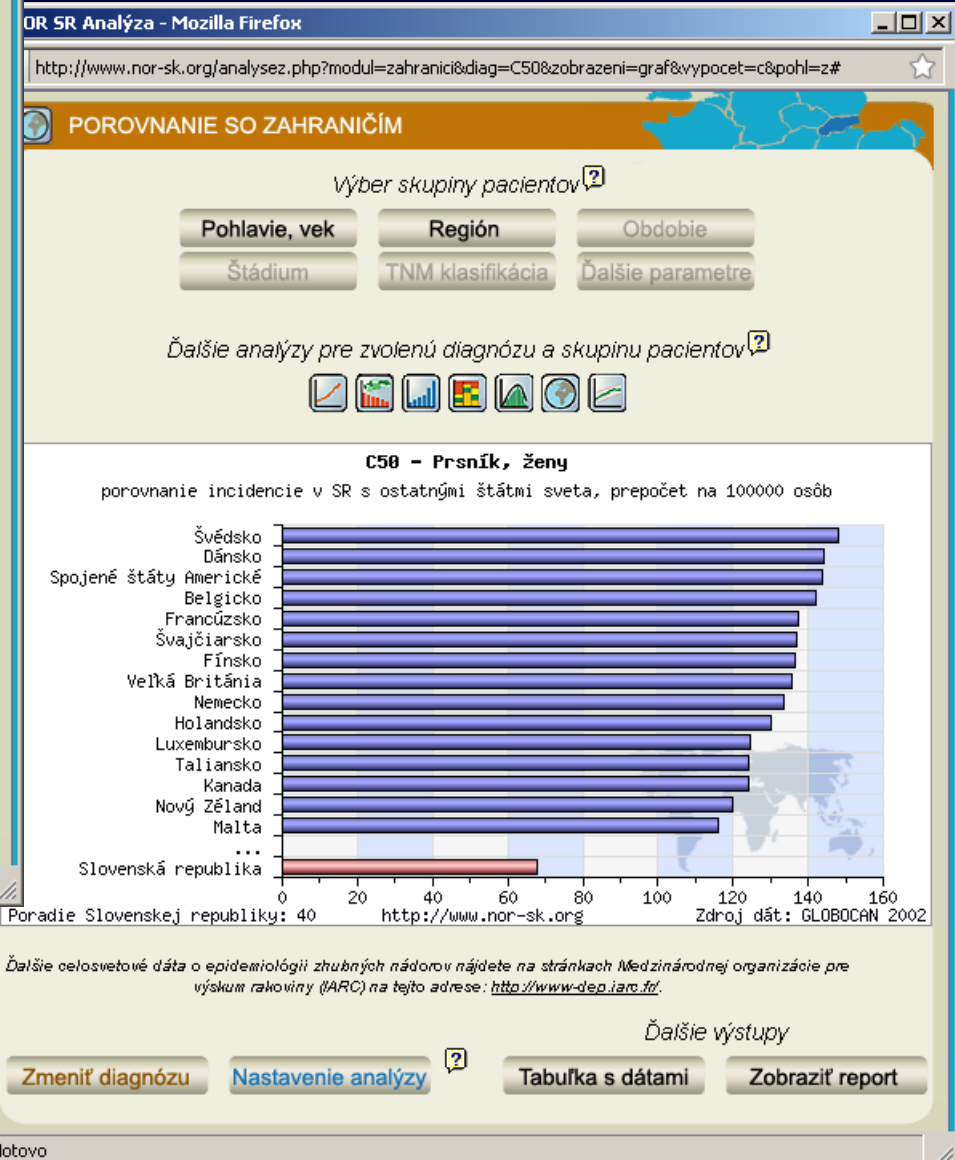 OR SR Analýza - Mozilla Firefox
http://www.nor-sk.org/analysez.php?modul=zahranici&diag=C50&zobrazeni=graf&vypocet=c&pohl=z#
POROVNANIE SO ZAHRANIČÍM
Výber skupiny pacientov ?
Pohlavie, vek Región Obdobie
Štádium TNM klasifikácia Ďalšie parametre
Ďalšie analýzy pre zvolenú diagnózu a skupinu pacientov ?
C50 - Prsník, ženy
porovnanie incidencie v SR s ostatnými štátmi sveta, prepočet na 100000 osôb
Švédsko
Dánsko
Spojené štáty Americké
Belgicko
Francúzsko
Švajčiarsko
Fínsko
Veľká Británia
Nemecko
Holandsko
Luxembursko
Taliansko
Kanada
Nový Zéland
Malta
...
Slovenská republika
0 20 40 60 80 100 120 140 160
Poradie Slovenskej republiky: 40 http://www.nor-sk.org Zdroj dát: GLOBOCAN 2002
Ďalšie celosvetové dáta o epidemiológii zhubných nádorov nájdete na stránkach Medzinárodnej organizácie pre
výskum rakoviny (IARC) na tejto adrese: http://www-dep.iarc.fr/.
Ďalšie výstupy
Zmeniť diagnózu Nastavenie analýzy ? Tabuľka s dátami Zobraziť report
lotovo